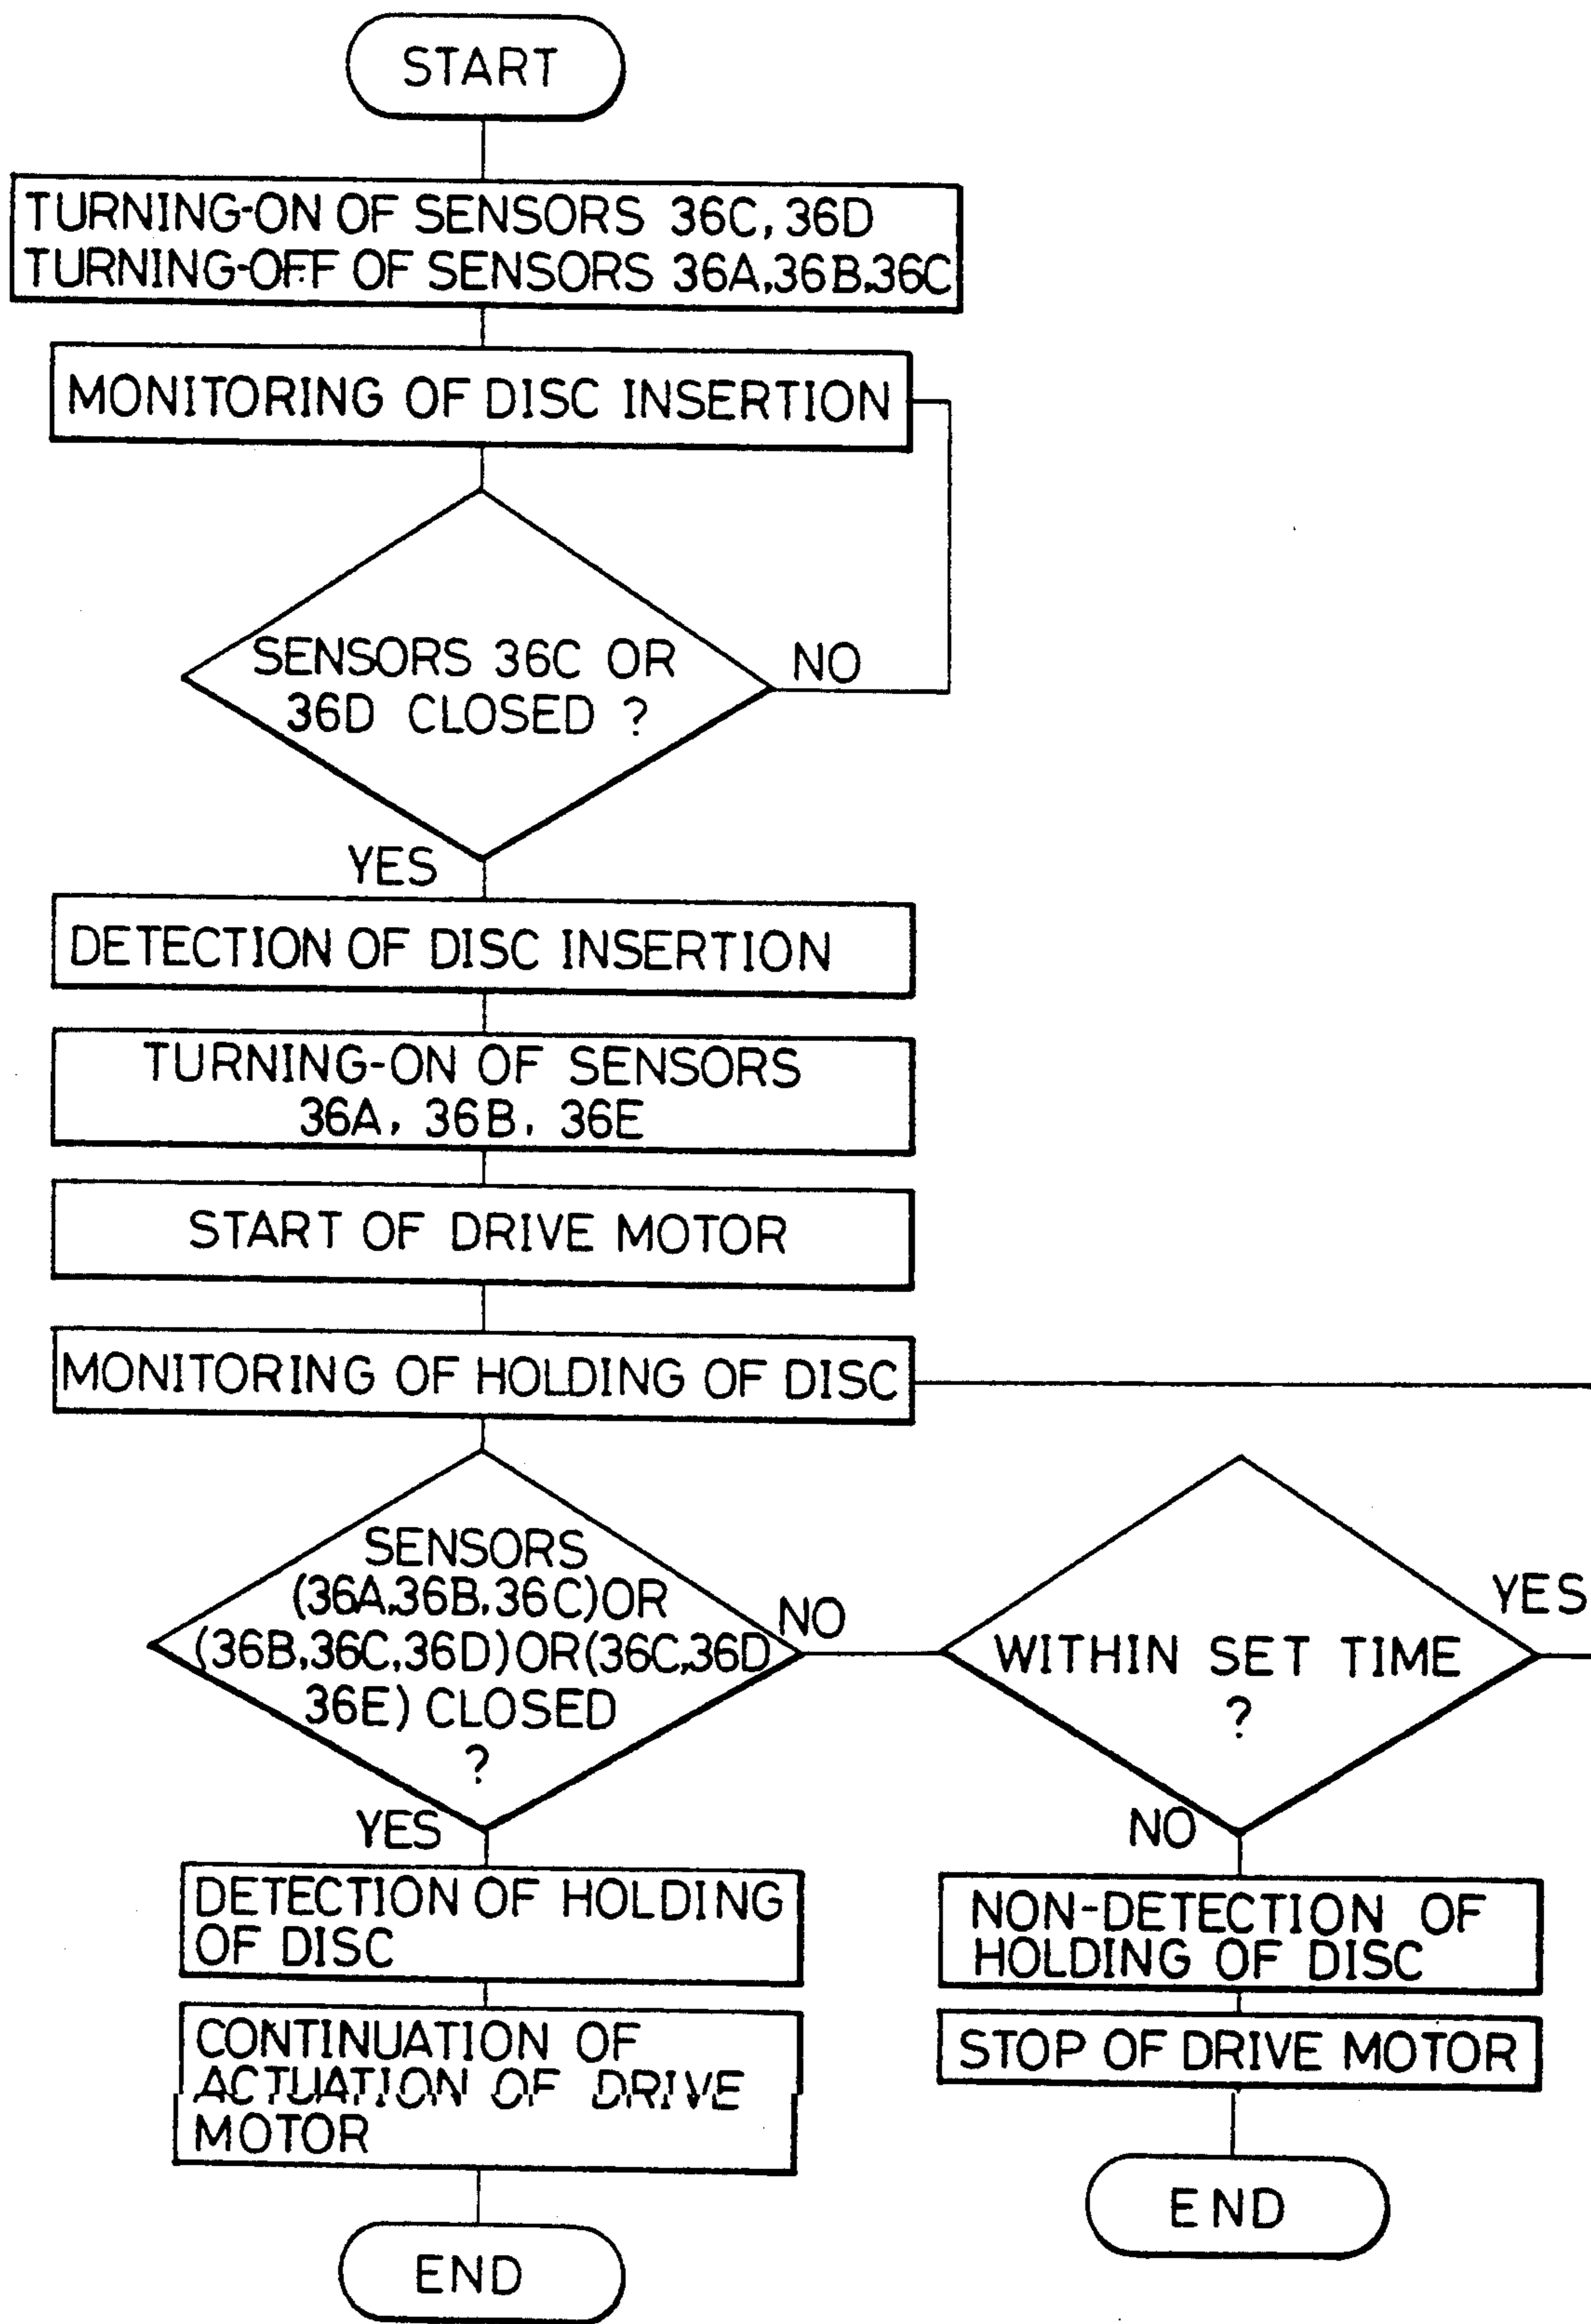 START
TURNING-ON OF SENSORS 36C, 36D
TURNING-OFF OF SENSORS 36A,36B,36C
MONITORING OF DISC INSERTION
SENSORS 36C OR
36D CLOSED ?
NO
YES
DETECTION OF DISC INSERTION
TURNING-ON OF SENSORS
36A, 36B, 36E
START OF DRIVE MOTOR
MONITORING OF HOLDING OF DISC
SENSORS
(36A,36B,36C)OR
(36B,36C,36D)OR(36C,36D
36E) CLOSED
?
NO
WITHIN SET TIME
?
YES
YES
DETECTION OF HOLDING
OF DISC
CONTINUATION OF
ACTUATION OF DRIVE
MOTOR
END
NO
NON-DETECTION OF
HOLDING OF DISC
STOP OF DRIVE MOTOR
END